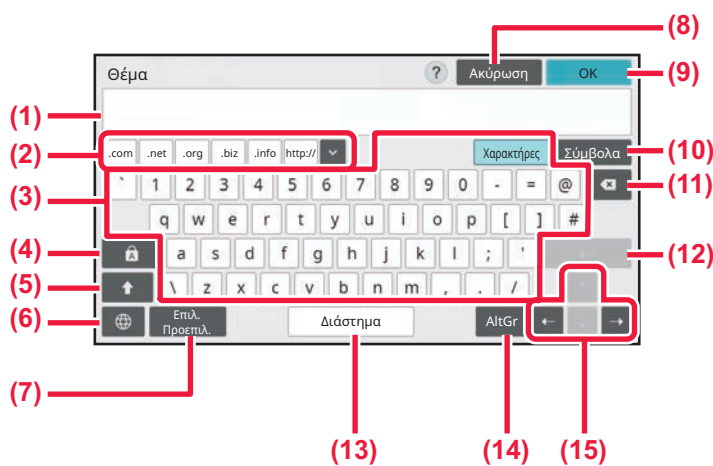 (8)
Θέμα ? Ακύρωση OK (9)
(1)
(2) .com .net .org .biz .info http:// Χαρακτήρες Σύμβολα (10)
(3) ` 1 2 3 4 5 6 7 8 9 0 - = @ (11)
q w e r t y u i o p [ ] #
(4) A a s d f g h j k l ; ' (12)
(5) \ z x c v b n m , . /
(6) Επιλ. Προεπιλ. Διάστημα AltGr ← →
(7) (13) (14) (15)